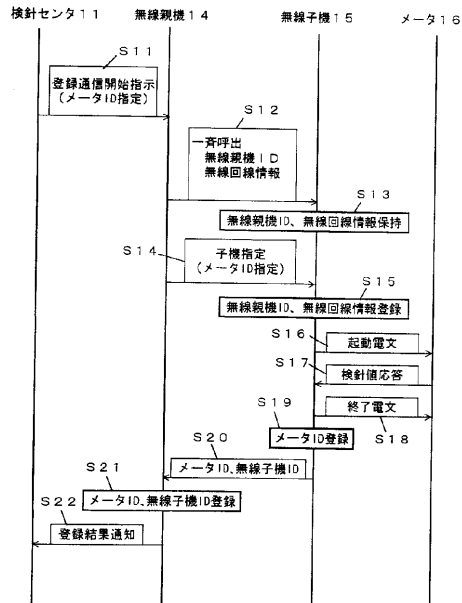 検針センタ11 無線親機14 無線子機15 メータ16
S11
登録通信開始指示
(メータID指定)
S12
一斉呼出
無線親機ID
無線回線情報
S13
無線親機ID、無線回線情報保持
S14
子機指定
(メータID指定)
S15
無線親機ID、無線回線情報登録
S16
起動電文
S17
検針値応答
終了電文
S18
S19
メータID登録
S20
メータID、無線子機ID
S21
メータID、無線子機ID登録
S22
登録結果通知